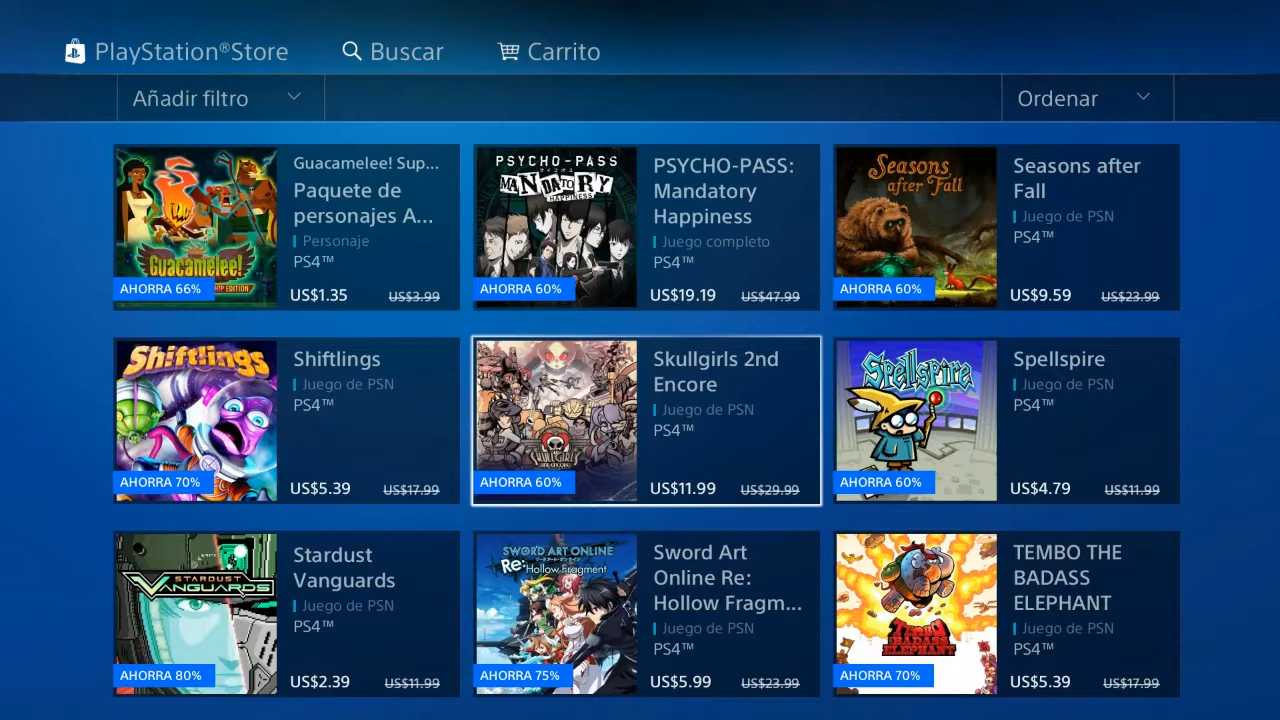 PlayStation®Store
Buscar
Carrito
Añadir filtro
Ordenar
Guacamelee!
AHORRA 66%
Guacamelee! Sup...
Paquete de
personajes A...
Personaje
PS4™
US$1.35
US$3.99
PSYCHO-PASS
MANDATORY
HAPPINESS
AHORRA 60%
PSYCHO-PASS:
Mandatory
Happiness
Juego completo
PS4™
US$19.19
US$47.99
Seasons
after Fall
AHORRA 60%
Seasons after
Fall
Juego de PSN
PS4™
US$9.59
US$23.99
Shiftlings
AHORRA 70%
Shiftlings
Juego de PSN
PS4™
US$5.39
US$17.99
SKULLGIRLS
AHORRA 60%
Skullgirls 2nd
Encore
Juego de PSN
PS4™
US$11.99
US$29.99
Spellspire
AHORRA 60%
Spellspire
Juego de PSN
PS4™
US$4.79
US$11.99
STARDUST
VANGUARDS
AHORRA 80%
Stardust
Vanguards
Juego de PSN
PS4™
US$2.39
US$11.99
SWORD ART ONLINE
Re: Hollow Fragment
AHORRA 75%
Sword Art
Online Re:
Hollow Fragm...
Juego de PSN
PS4™
US$5.99
US$23.99
TEMBO THE
BADASS
ELEPHANT
AHORRA 70%
TEMBO THE
BADASS
ELEPHANT
Juego de PSN
PS4™
US$5.39
US$17.99